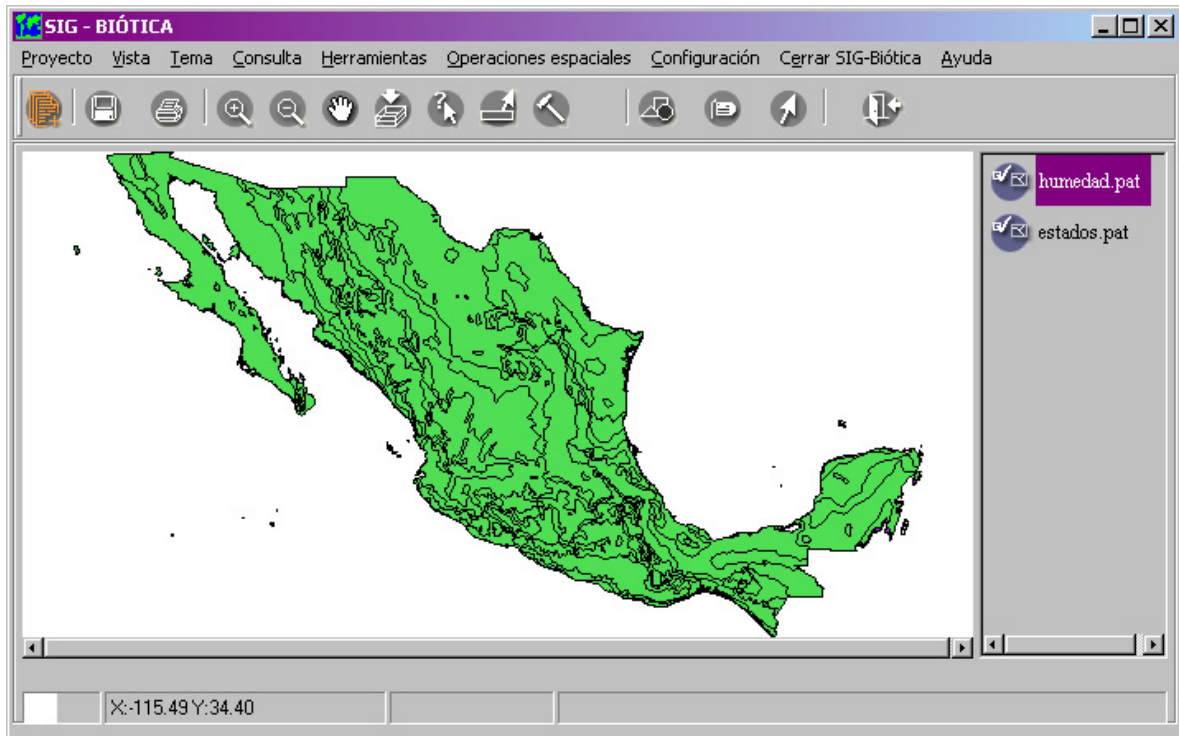 SIG - BIÓTICA
Proyecto Vista Tema Consulta Herramientas Operaciones espaciales Configuración Cerrar SIG-Biótica Ayuda
humedad.pat
estados.pat
X:-115.49 Y:34.40